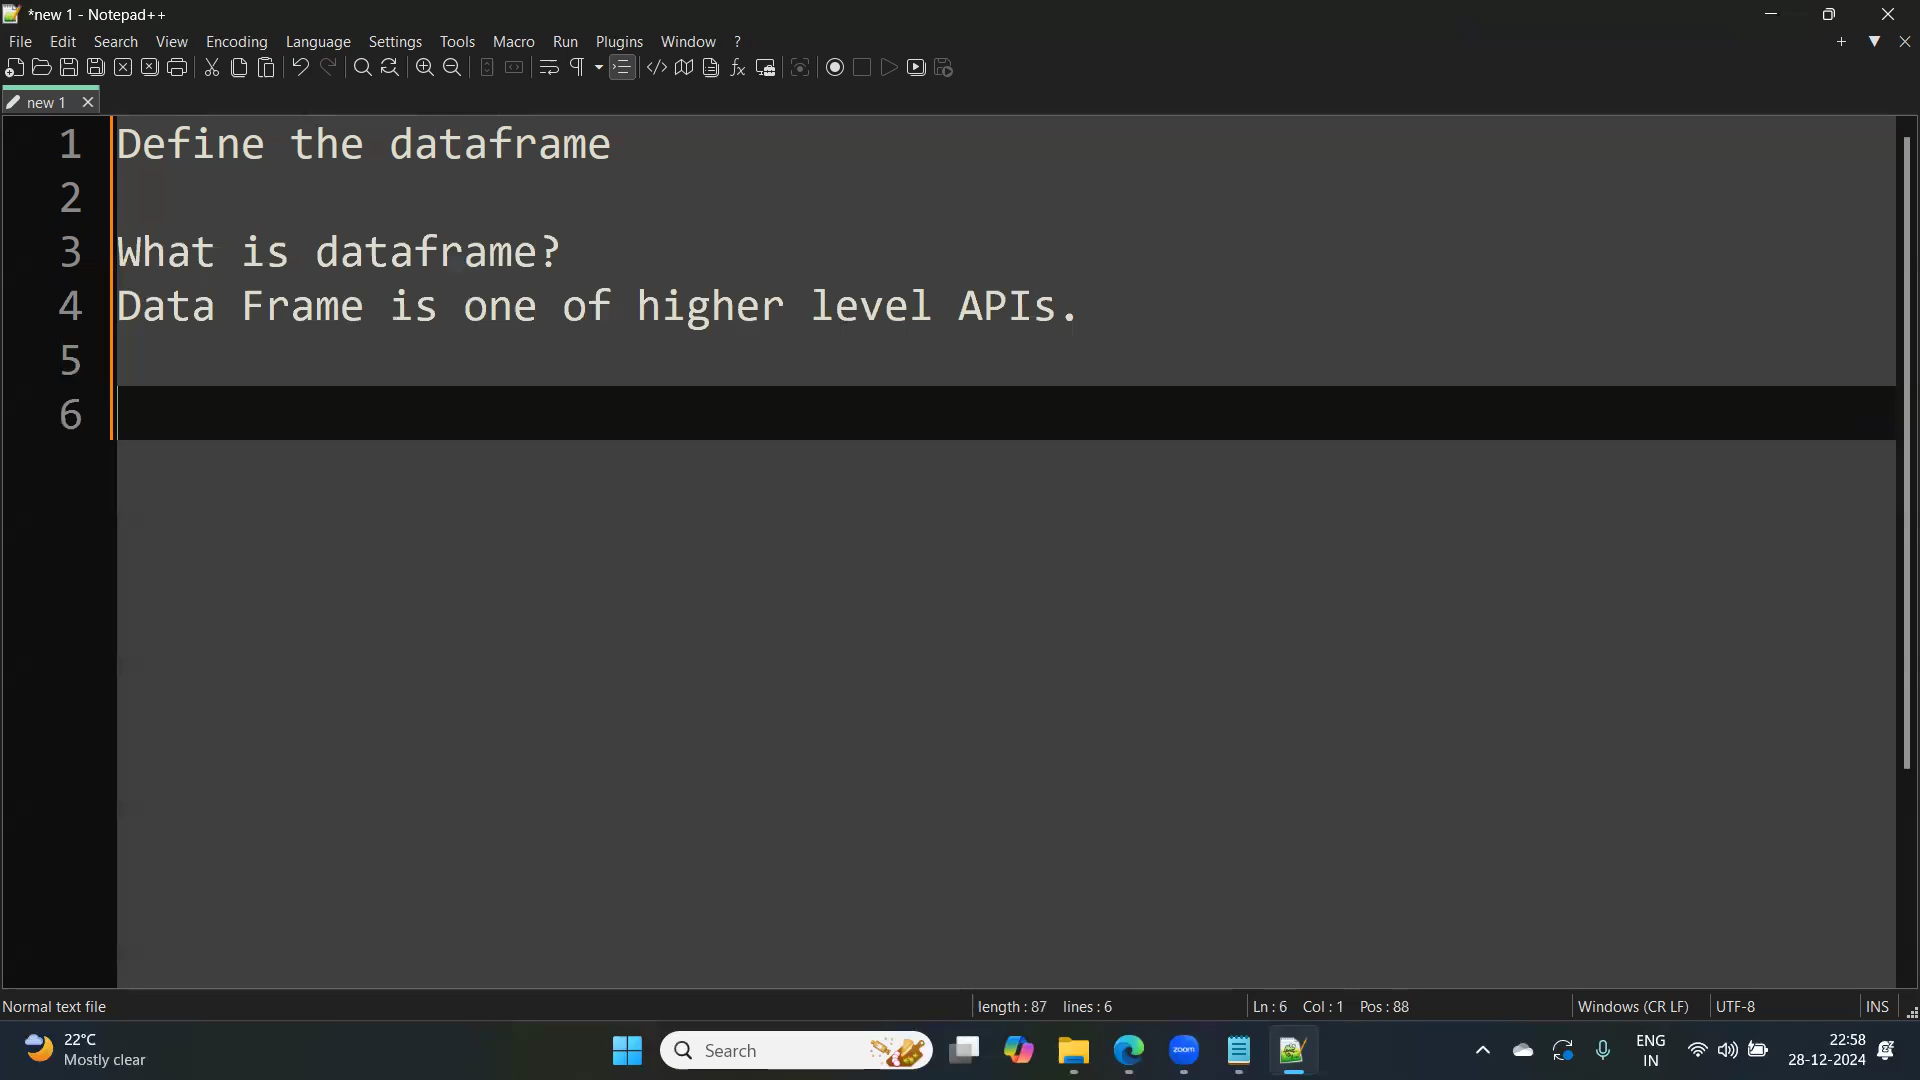 *new 1 - Notepad++
File Edit Search View Encoding Language Settings Tools Macro Run Plugins Window ?
new 1
1 Define the dataframe
2
3 What is dataframe?
4 Data Frame is one of higher level APIs.
5
6
Normal text file length : 87 lines : 6 Ln : 6 Col : 1 Pos : 88 Windows (CR LF) UTF-8 INS
22°C
Mostly clear
Search
zoom
ENG
IN
22:58
28-12-2024